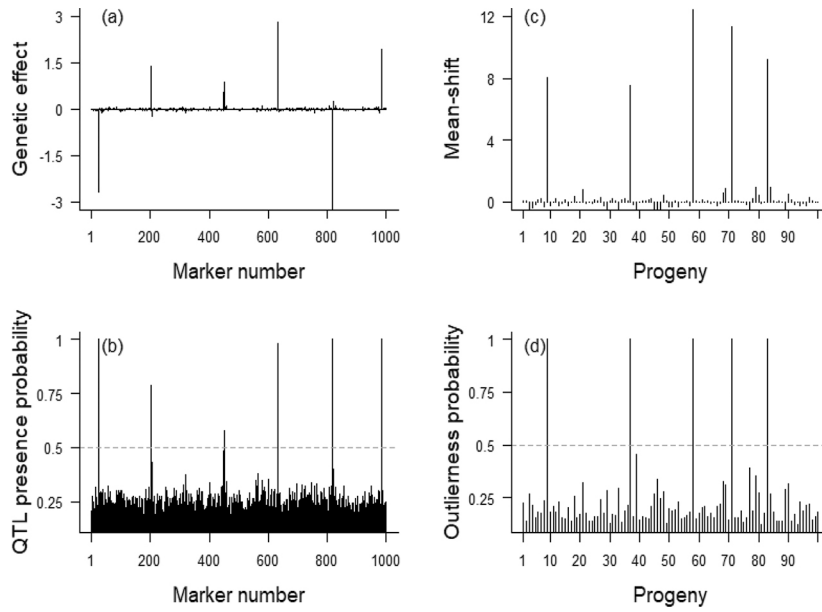 (a)
Genetic effect
3
1.5
0
-1.5
-3
1 200 400 600 800 1000
Marker number
(c)
Mean-shift
12
8
4
0
1 10 20 30 40 50 60 70 80 90
Progeny
(b)
QTL presence probability
1
0.75
0.5
0.25
1 200 400 600 800 1000
Marker number
(d)
Outlierness probability
1
0.75
0.5
0.25
1 10 20 30 40 50 60 70 80 90
Progeny